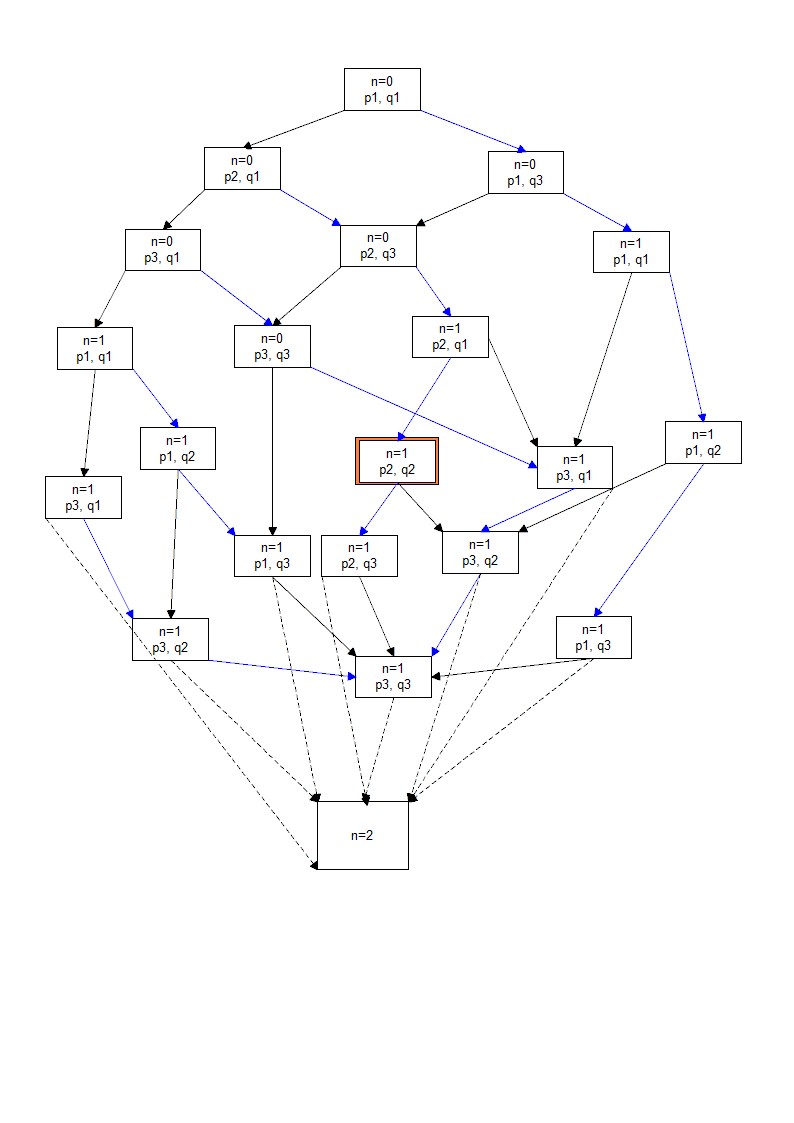 n=0
p1, q1
n=0
p2, q1
n=0
p1, q3
n=0
p3, q1
n=0
p2, q3
n=1
p1, q1
n=1
p1, q1
n=0
p3, q3
n=1
p2, q1
n=1
p1, q2
n=1
p2, q2
n=1
p3, q1
n=1
p1, q2
n=1
p3, q1
n=1
p1, q3
n=1
p2, q3
n=1
p3, q2
n=1
p3, q2
n=1
p3, q3
n=1
p1, q3
n=2